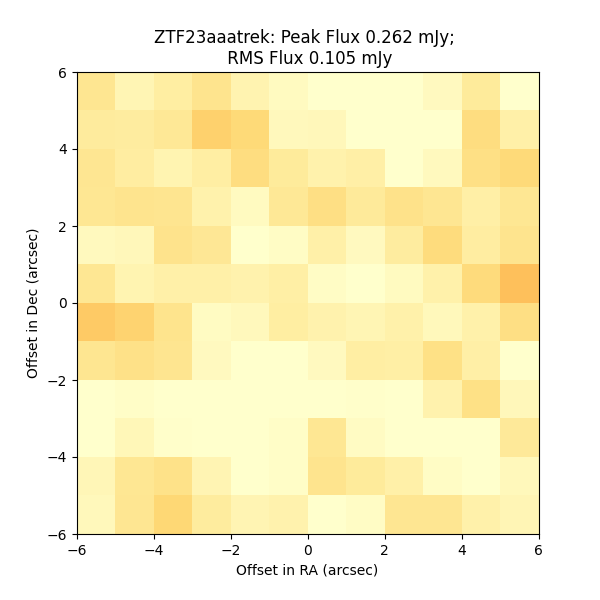 ZTF23aaatrek: Peak Flux 0.262 mJy;
RMS Flux 0.105 mJy
6
4
2
0
−2
−4
−6
Offset in Dec (arcsec)
−6 −4 −2 0 2 4 6
Offset in RA (arcsec)